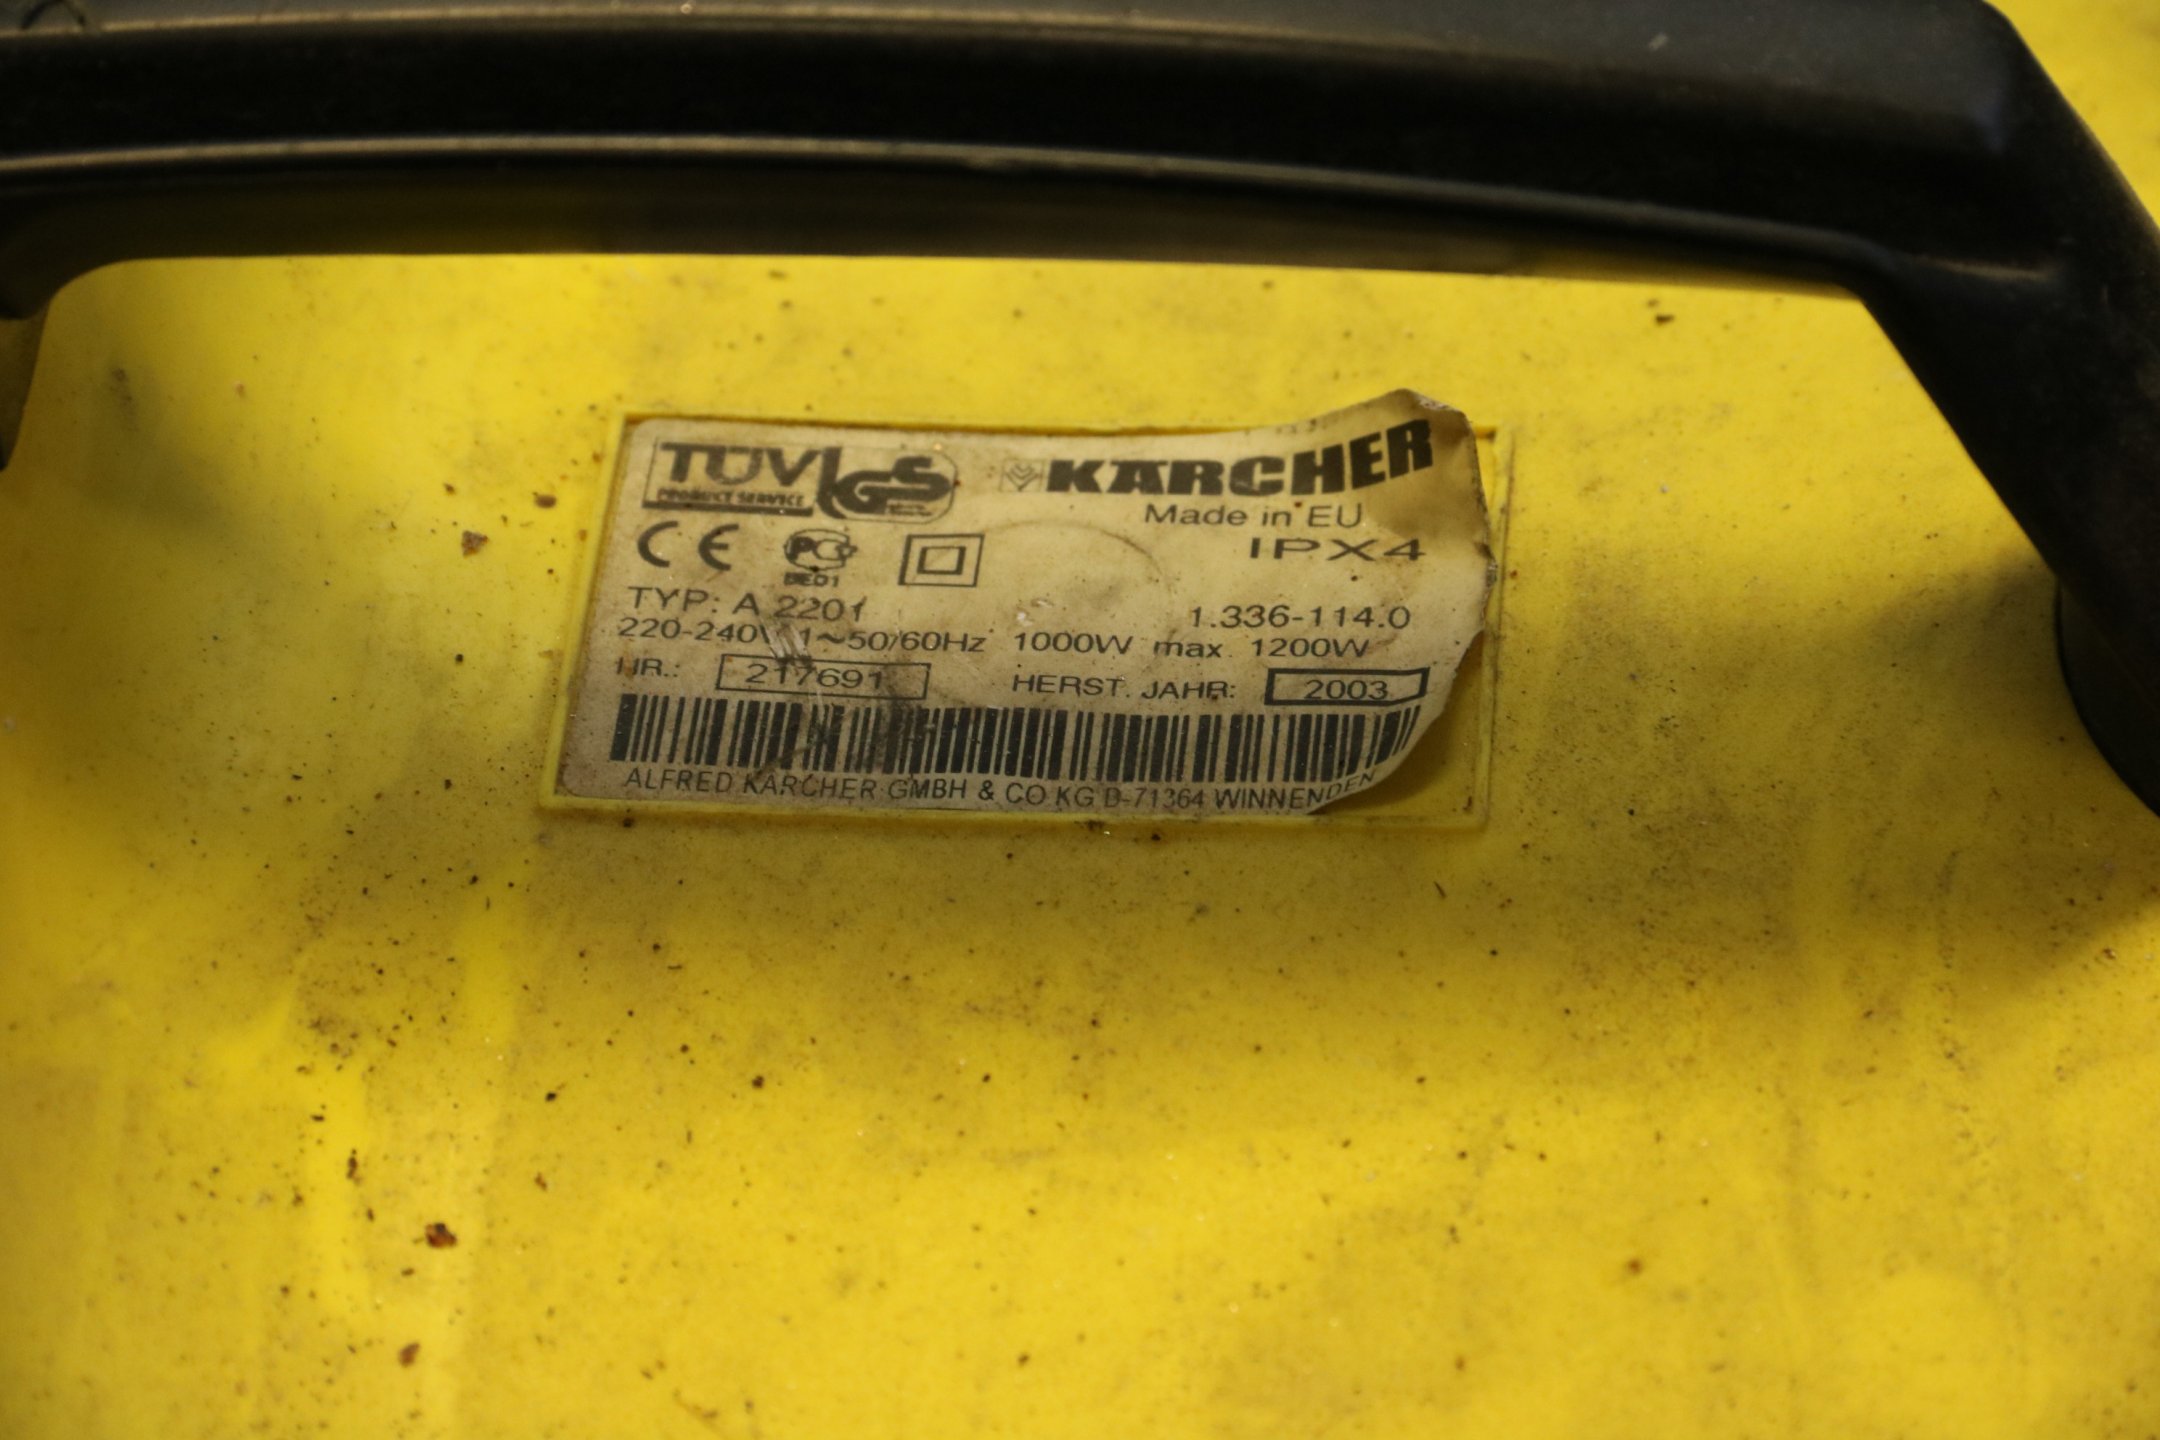 TÜV GS
PRODUCT SERVICE
KÄRCHER
Made in EU
CE
IPX4
TYP: A 2201
1.336-114.0
220-240V 1~50/60Hz 1000W max. 1200W
NR.: 217691 HERST. JAHR: 2003
ALFRED KÄRCHER GMBH & CO KG D-71364 WINNENDEN